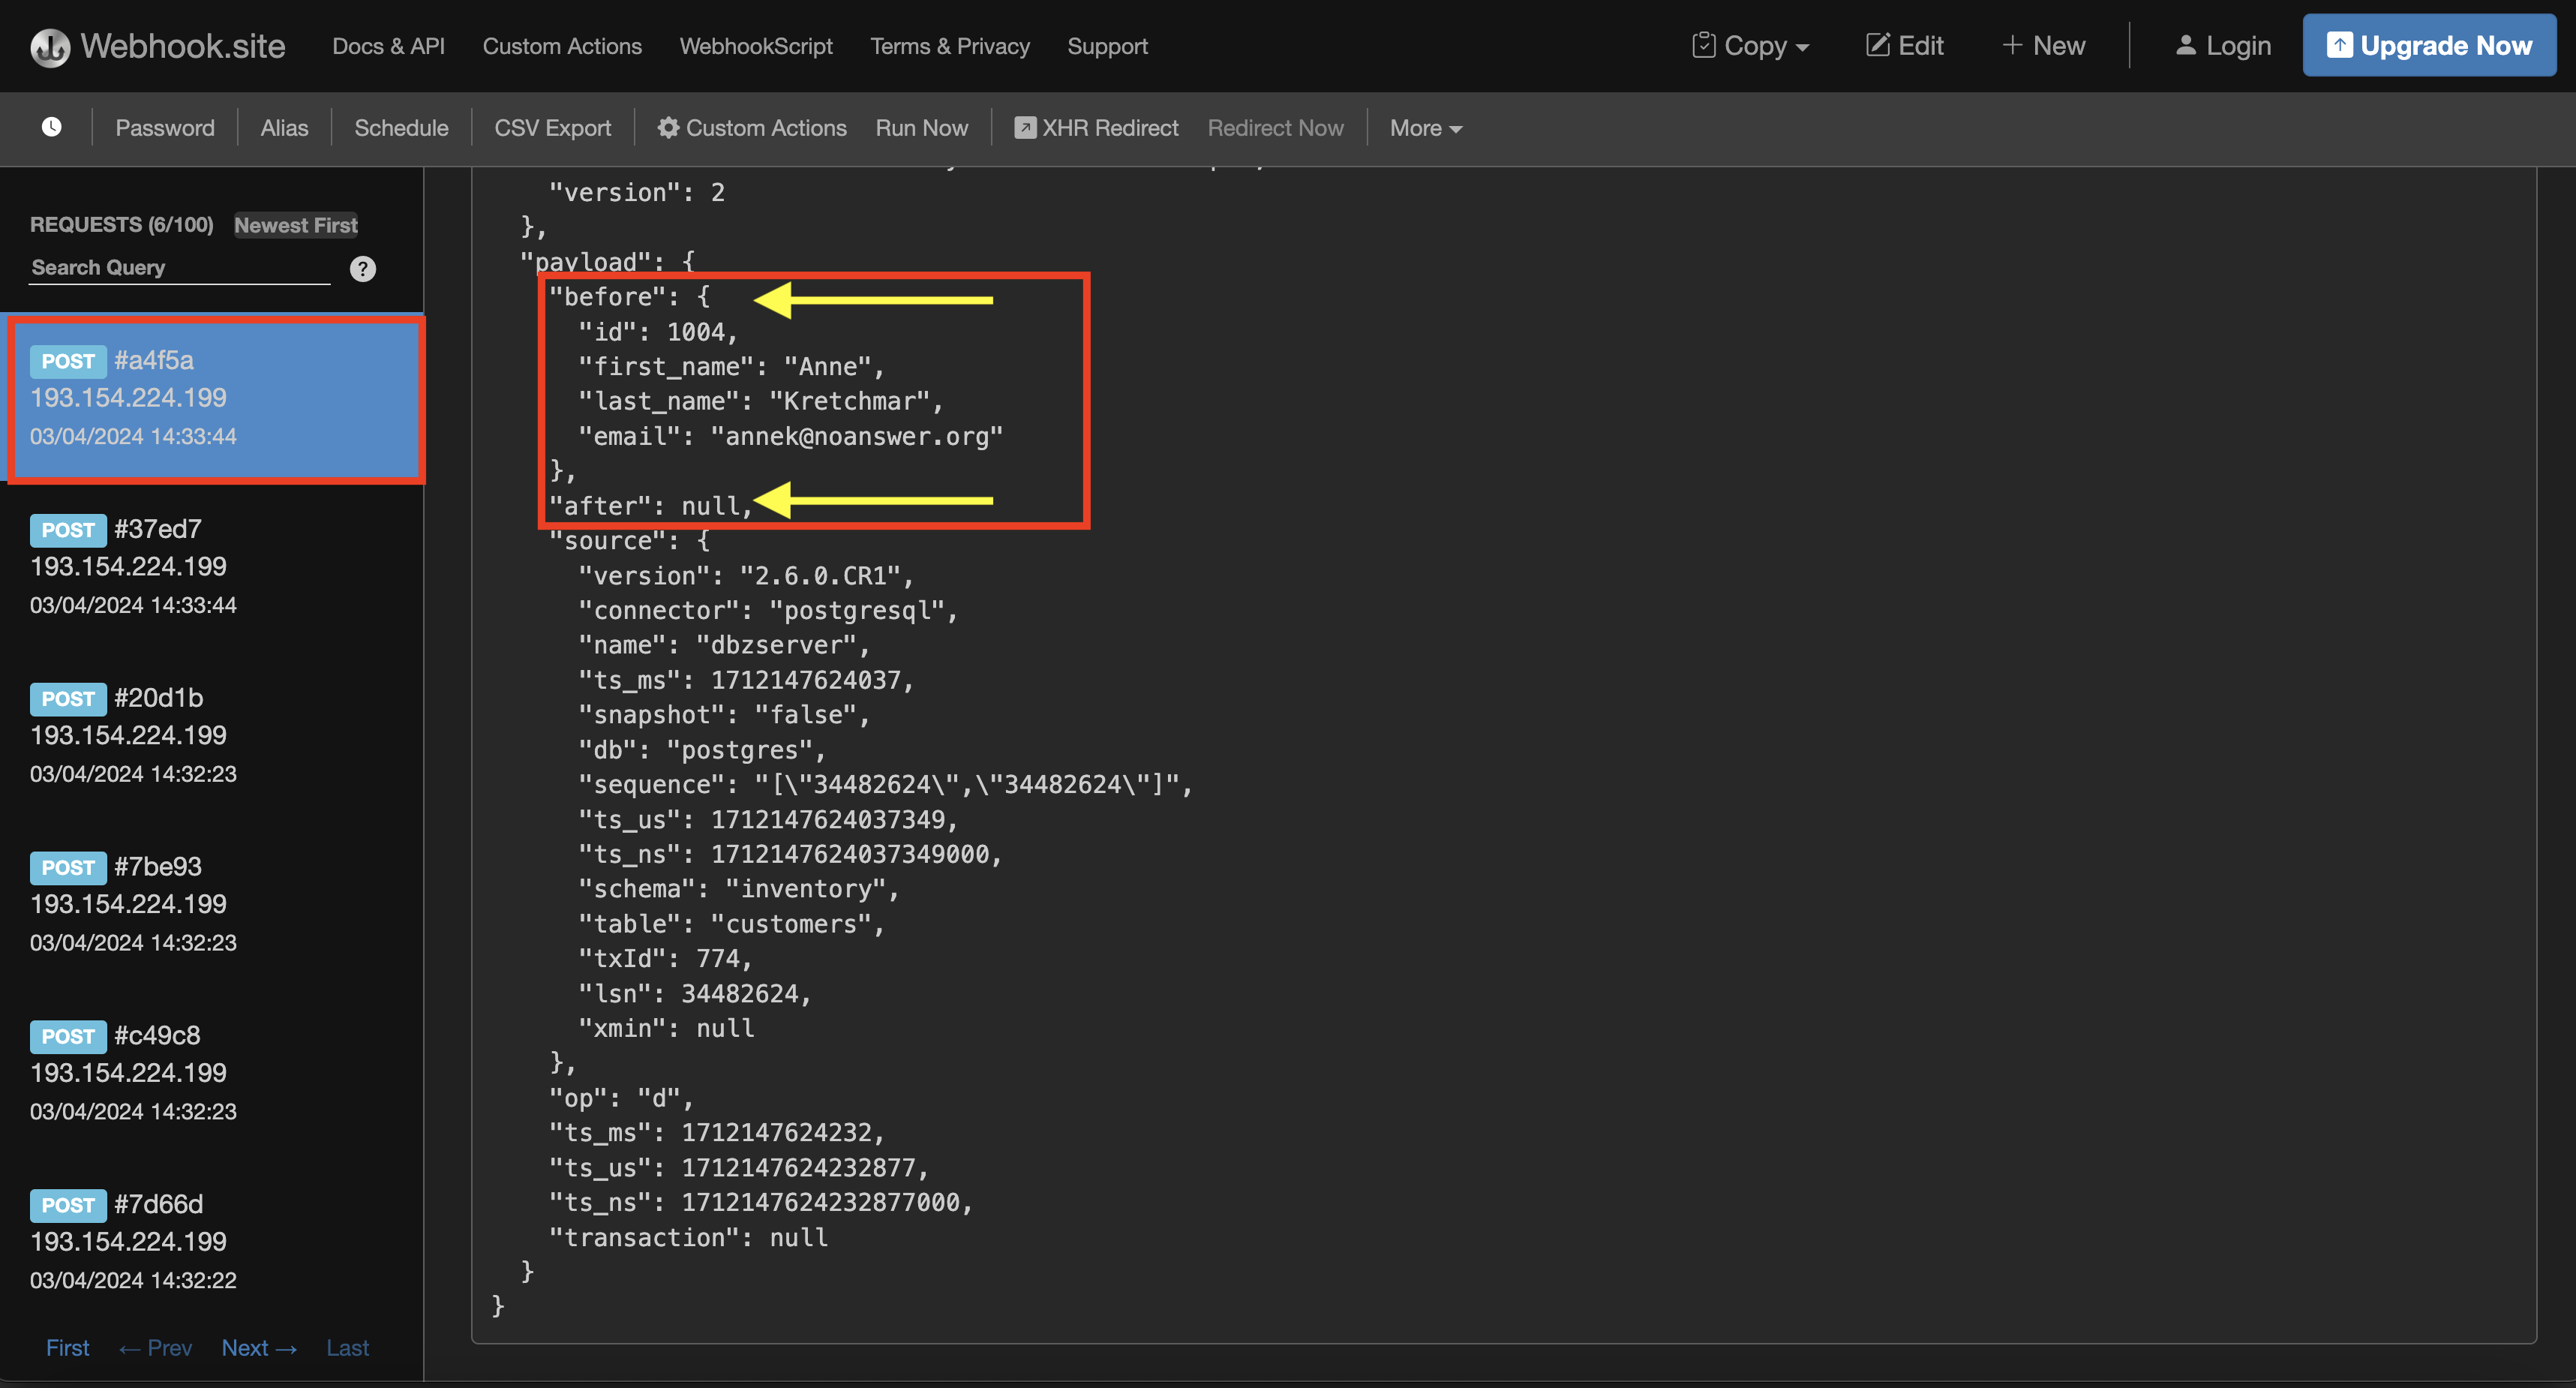 Webhook.site Docs & API Custom Actions WebhookScript Terms & Privacy Support Copy Edit + New Login Upgrade Now
Password Alias Schedule CSV Export Custom Actions Run Now XHR Redirect Redirect Now More
REQUESTS (6/100) Newest First
Search Query ?
POST #a4f5a
193.154.224.199
03/04/2024 14:33:44
POST #37ed7
193.154.224.199
03/04/2024 14:33:44
POST #20d1b
193.154.224.199
03/04/2024 14:32:23
POST #7be93
193.154.224.199
03/04/2024 14:32:23
POST #c49c8
193.154.224.199
03/04/2024 14:32:23
POST #7d66d
193.154.224.199
03/04/2024 14:32:22
First ← Prev Next → Last
"version": 2
},
"payload": {
"before": {
"id": 1004,
"first_name": "Anne",
"last_name": "Kretchmar",
"email": "annek@noanswer.org"
},
"after": null,
"source": {
"version": "2.6.0.CR1",
"connector": "postgresql",
"name": "dbzserver",
"ts_ms": 1712147624037,
"snapshot": "false",
"db": "postgres",
"sequence": "[\"34482624\",\"34482624\"]",
"ts_us": 1712147624037349,
"ts_ns": 1712147624037349000,
"schema": "inventory",
"table": "customers",
"txId": 774,
"lsn": 34482624,
"xmin": null
},
"op": "d",
"ts_ms": 1712147624232,
"ts_us": 1712147624232877,
"ts_ns": 1712147624232877000,
"transaction": null
}
}